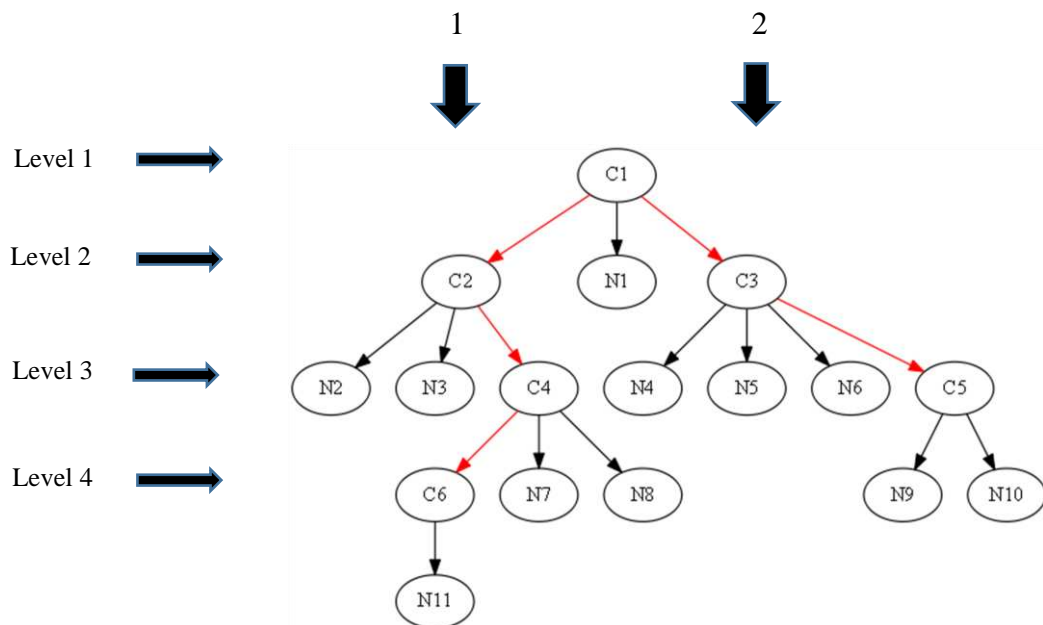 1 2
Level 1
C1
Level 2
C2 N1 C3
Level 3
N2 N3 C4 N4 N5 N6 C5
Level 4
C6 N7 N8 N9 N10
N11